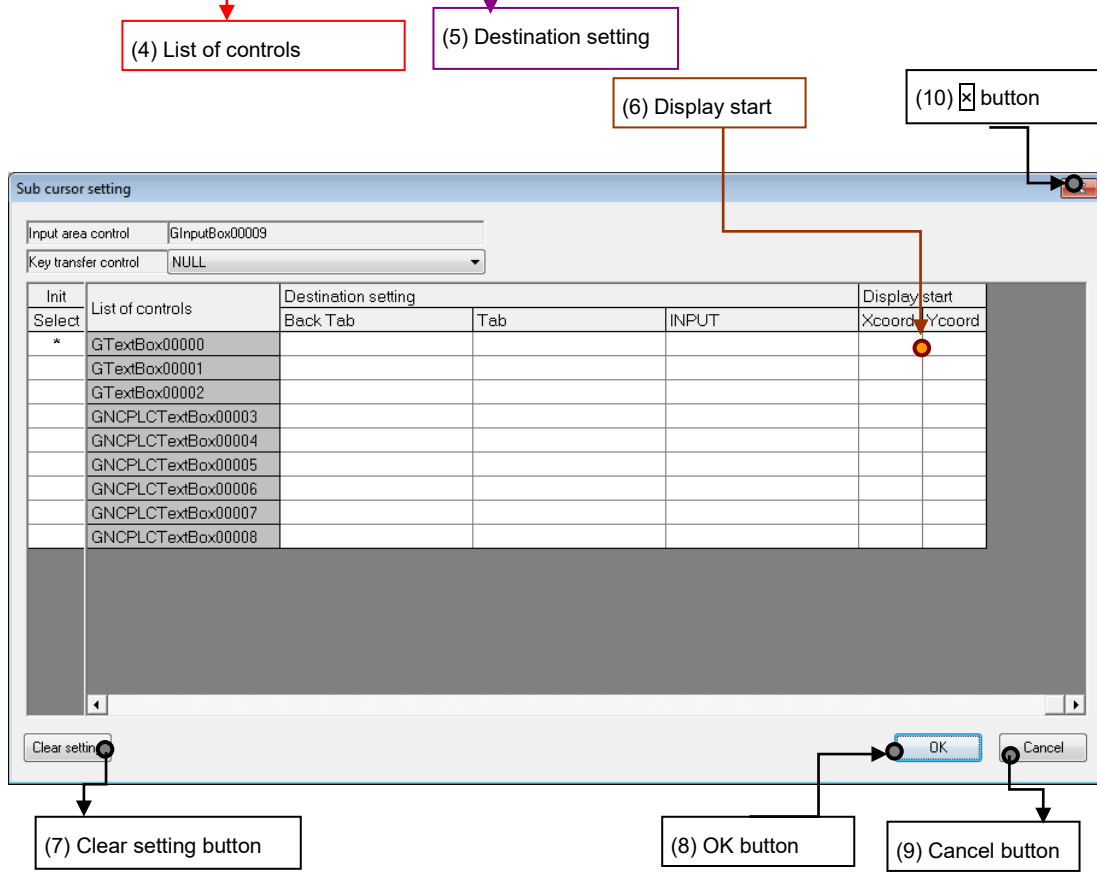 (4) List of controls
(5) Destination setting
(6) Display start
(10) × button
Sub cursor setting
Input area control GInputBox00009
Key transfer control NULL
Init List of controls Destination setting Display start
Select Back Tab Tab INPUT Xcoord Ycoord
* GTextBox00000
GTextBox00001
GTextBox00002
GNCPLCTextBox00003
GNCPLCTextBox00004
GNCPLCTextBox00005
GNCPLCTextBox00006
GNCPLCTextBox00007
GNCPLCTextBox00008
Clear setting OK Cancel
(7) Clear setting button
(8) OK button
(9) Cancel button